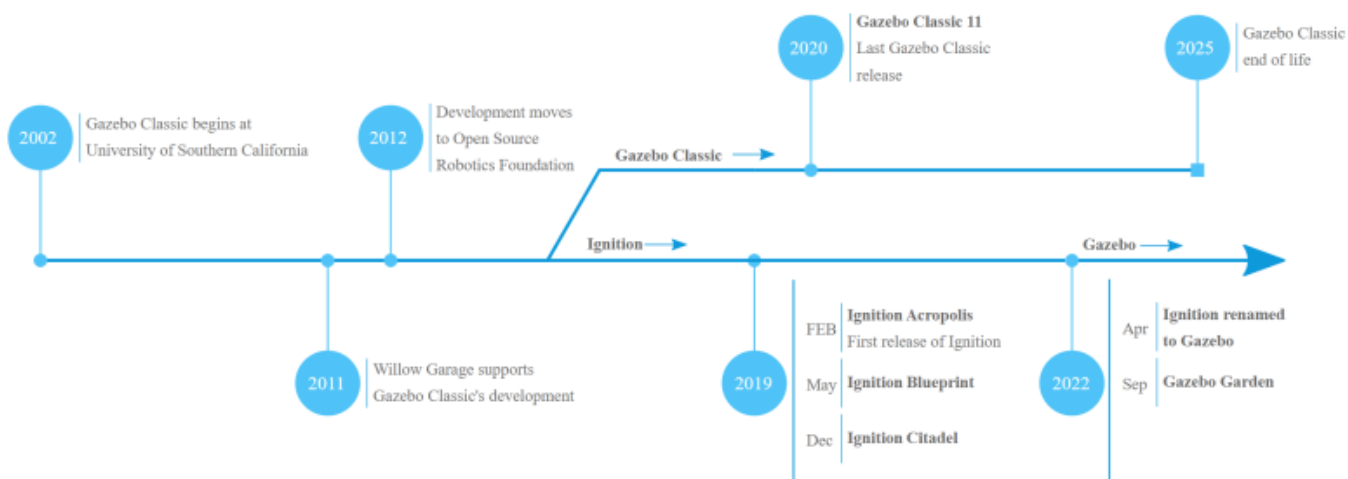 2002
Gazebo Classic begins at
University of Southern California
2012
Development moves
to Open Source
Robotics Foundation
2020
Gazebo Classic 11
Last Gazebo Classic
release
2025
Gazebo Classic
end of life
Gazebo Classic
Ignition
Gazebo
2011
Willow Garage supports
Gazebo Classic's development
2019
FEB
Ignition Acropolis
First release of Ignition
May
Ignition Blueprint
Dec
Ignition Citadel
2022
Apr
Ignition renamed
to Gazebo
Sep
Gazebo Garden